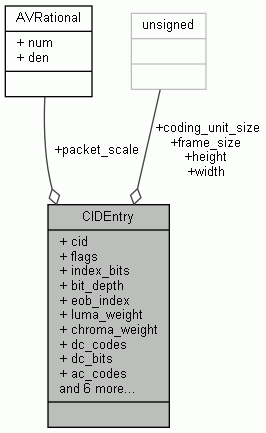 AVRational
+ num
+ den
unsigned
+packet_scale
+coding_unit_size
+frame_size
+height
+width
CIDEntry
+ cid
+ flags
+ index_bits
+ bit_depth
+ eob_index
+ luma_weight
+ chroma_weight
+ dc_codes
+ dc_bits
+ ac_codes
and 6 more...